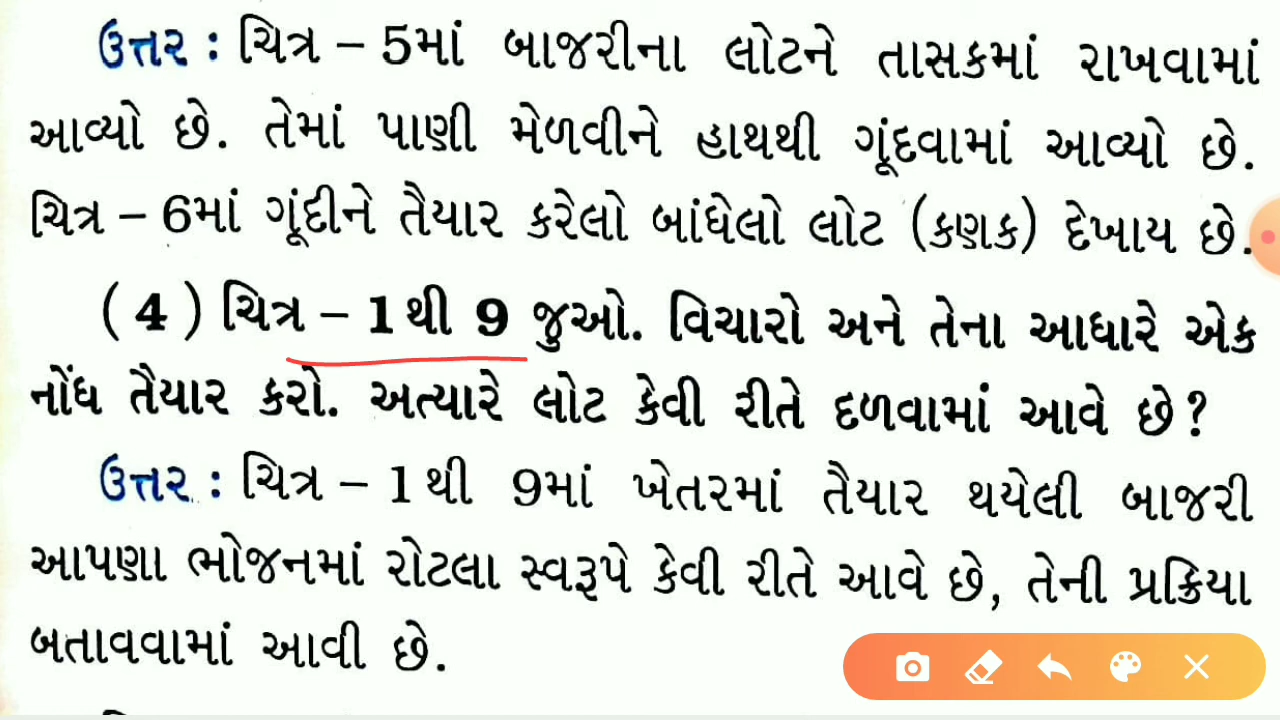 ઉત્તર : ચિત્ર – 5માં બાજરીના લોટને તાસકમાં રાખવામાં
આવ્યો છે. તેમાં પાણી મેળવીને હાથથી ગૂંદવામાં આવ્યો છે.
ચિત્ર – 6માં ગૂંદીને તૈયાર કરેલો બાંધેલો લોટ (કણક) દેખાય છે.
( 4 ) ચિત્ર – 1થી 9 જુઓ. વિચારો અને તેના આધારે એક
નોંધ તૈયાર કરો. અત્યારે લોટ કેવી રીતે દળવામાં આવે છે?
ઉત્તર : ચિત્ર – 1થી 9માં ખેતરમાં તૈયાર થયેલી બાજરી
આપણા ભોજનમાં રોટલા સ્વરૂપે કેવી રીતે આવે છે, તેની પ્રક્રિયા
બતાવવામાં આવી છે.